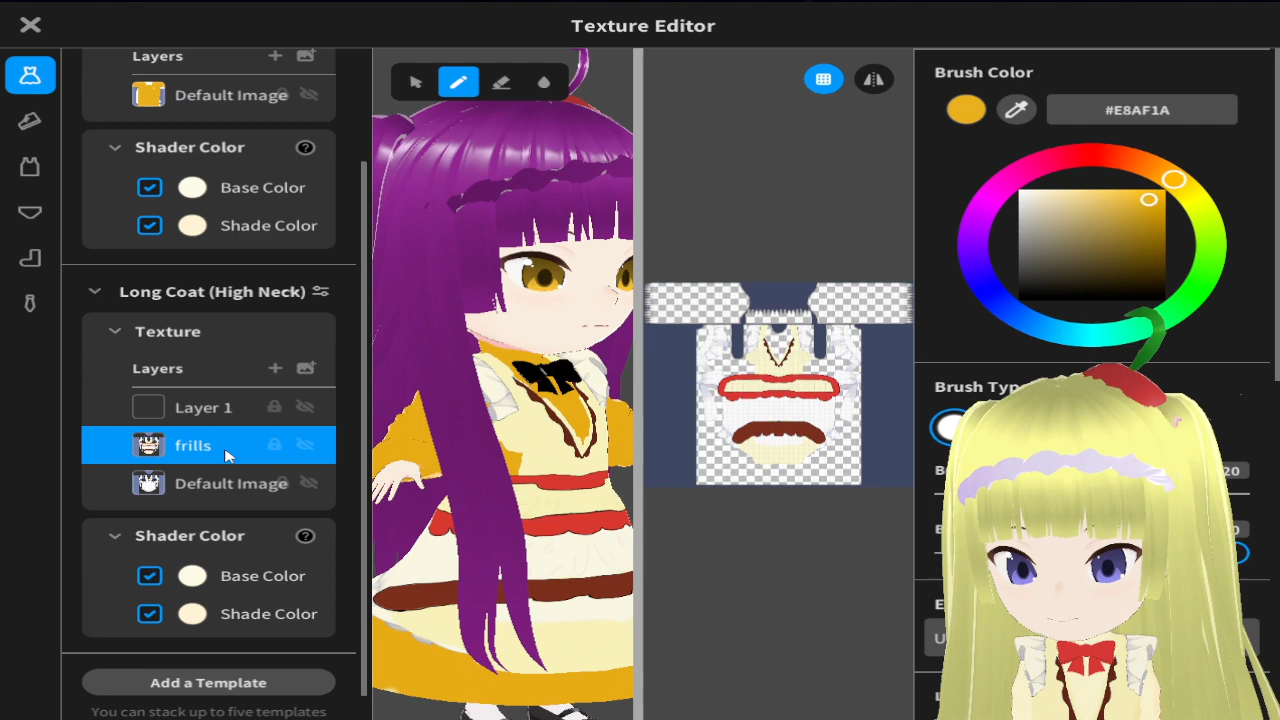 Texture Editor
Layers
Default Image
Shader Color
Base Color
Shade Color
Long Coat (High Neck)
Texture
Layers
Layer 1
frills
Default Image
Shader Color
Base Color
Shade Color
Add a Template
You can stack up to five templates
Brush Color
#E8AF1A
Brush Typ
20